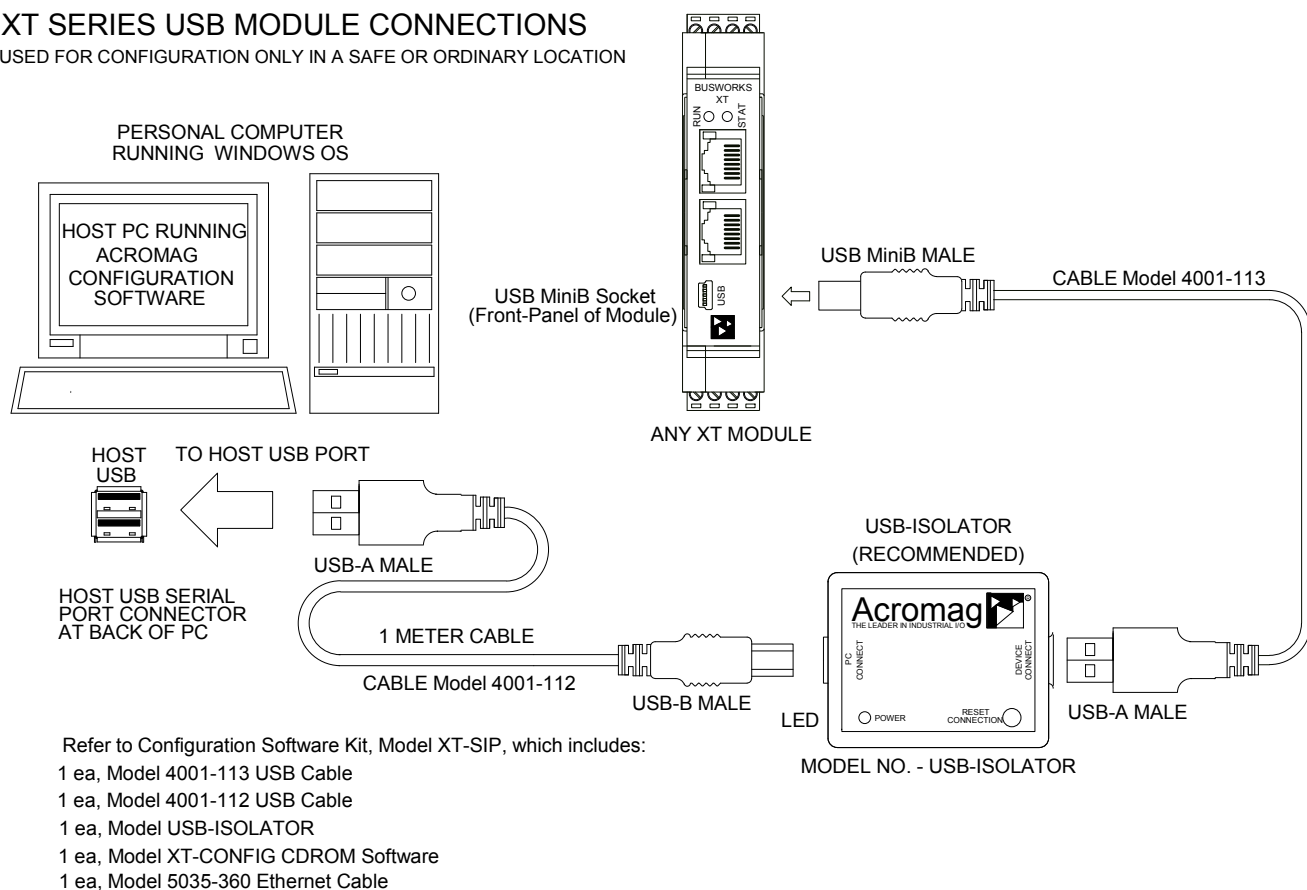 XT SERIES USB MODULE CONNECTIONS
USED FOR CONFIGURATION ONLY IN A SAFE OR ORDINARY LOCATION
PERSONAL COMPUTER
RUNNING WINDOWS OS
HOST PC RUNNING
ACROMAG
CONFIGURATION
SOFTWARE
BUSWORKS
XT
RUN
STAT
USB
USB MiniB Socket
(Front-Panel of Module)
ANY XT MODULE
USB MiniB MALE
CABLE Model 4001-113
HOST
USB
TO HOST USB PORT
USB-A MALE
HOST USB SERIAL
PORT CONNECTOR
AT BACK OF PC
1 METER CABLE
CABLE Model 4001-112
USB-B MALE
USB-ISOLATOR
(RECOMMENDED)
Acromag ®
THE LEADER IN INDUSTRIAL I/O
PC
CONNECT
DEVICE
CONNECT
LED
POWER
RESET
CONNECTION
USB-A MALE
MODEL NO. - USB-ISOLATOR
Refer to Configuration Software Kit, Model XT-SIP, which includes:
1 ea, Model 4001-113 USB Cable
1 ea, Model 4001-112 USB Cable
1 ea, Model USB-ISOLATOR
1 ea, Model XT-CONFIG CDROM Software
1 ea, Model 5035-360 Ethernet Cable